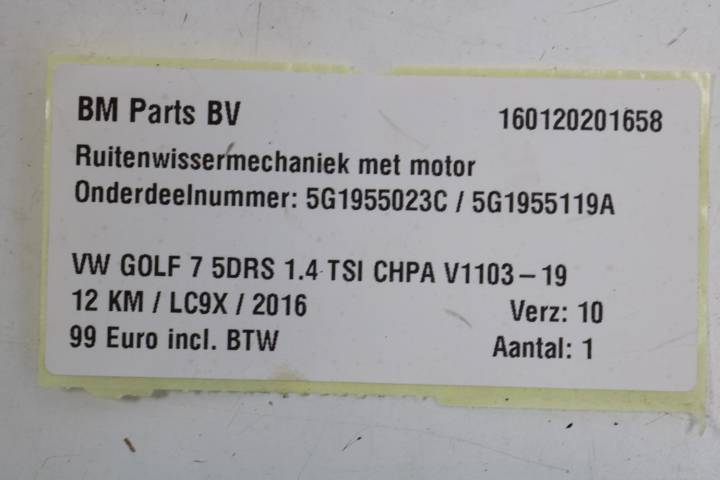 BM Parts BV 160120201658
Ruitenwissermechaniek met motor
Onderdeelnummer: 5G1955023C / 5G1955119A
VW GOLF 7 5DRS 1.4 TSI CHPA V1103-19
12 KM / LC9X / 2016 Verz: 10
99 Euro incl. BTW Aantal: 1